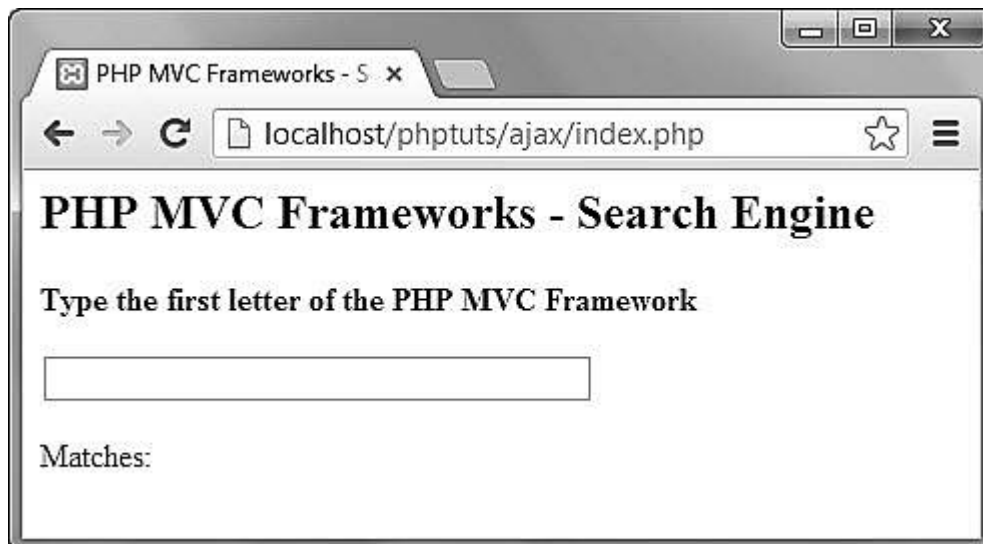 PHP MVC Frameworks - S
localhost/phptuts/ajax/index.php
PHP MVC Frameworks - Search Engine
Type the first letter of the PHP MVC Framework
Matches: